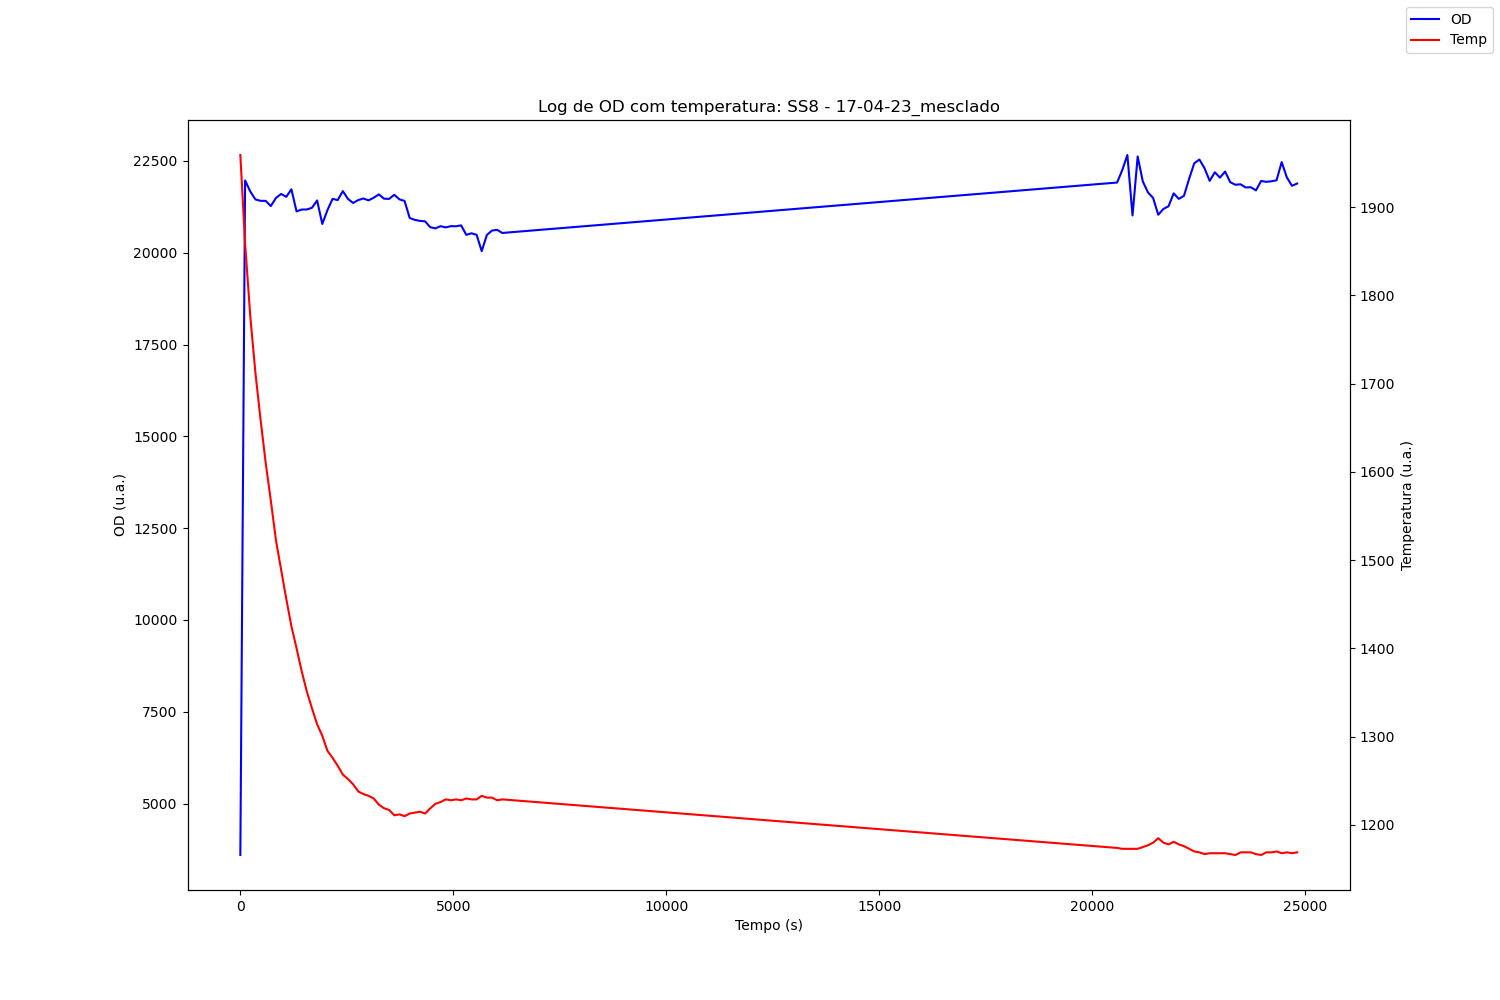 OD
Temp
Log de OD com temperatura: SS8 - 17-04-23_mesclado
22500
20000
17500
15000
12500
10000
7500
5000
OD (u.a.)
1900
1800
1700
1600
1500
1400
1300
1200
Temperatura (u.a.)
0 5000 10000 15000 20000 25000
Tempo (s)